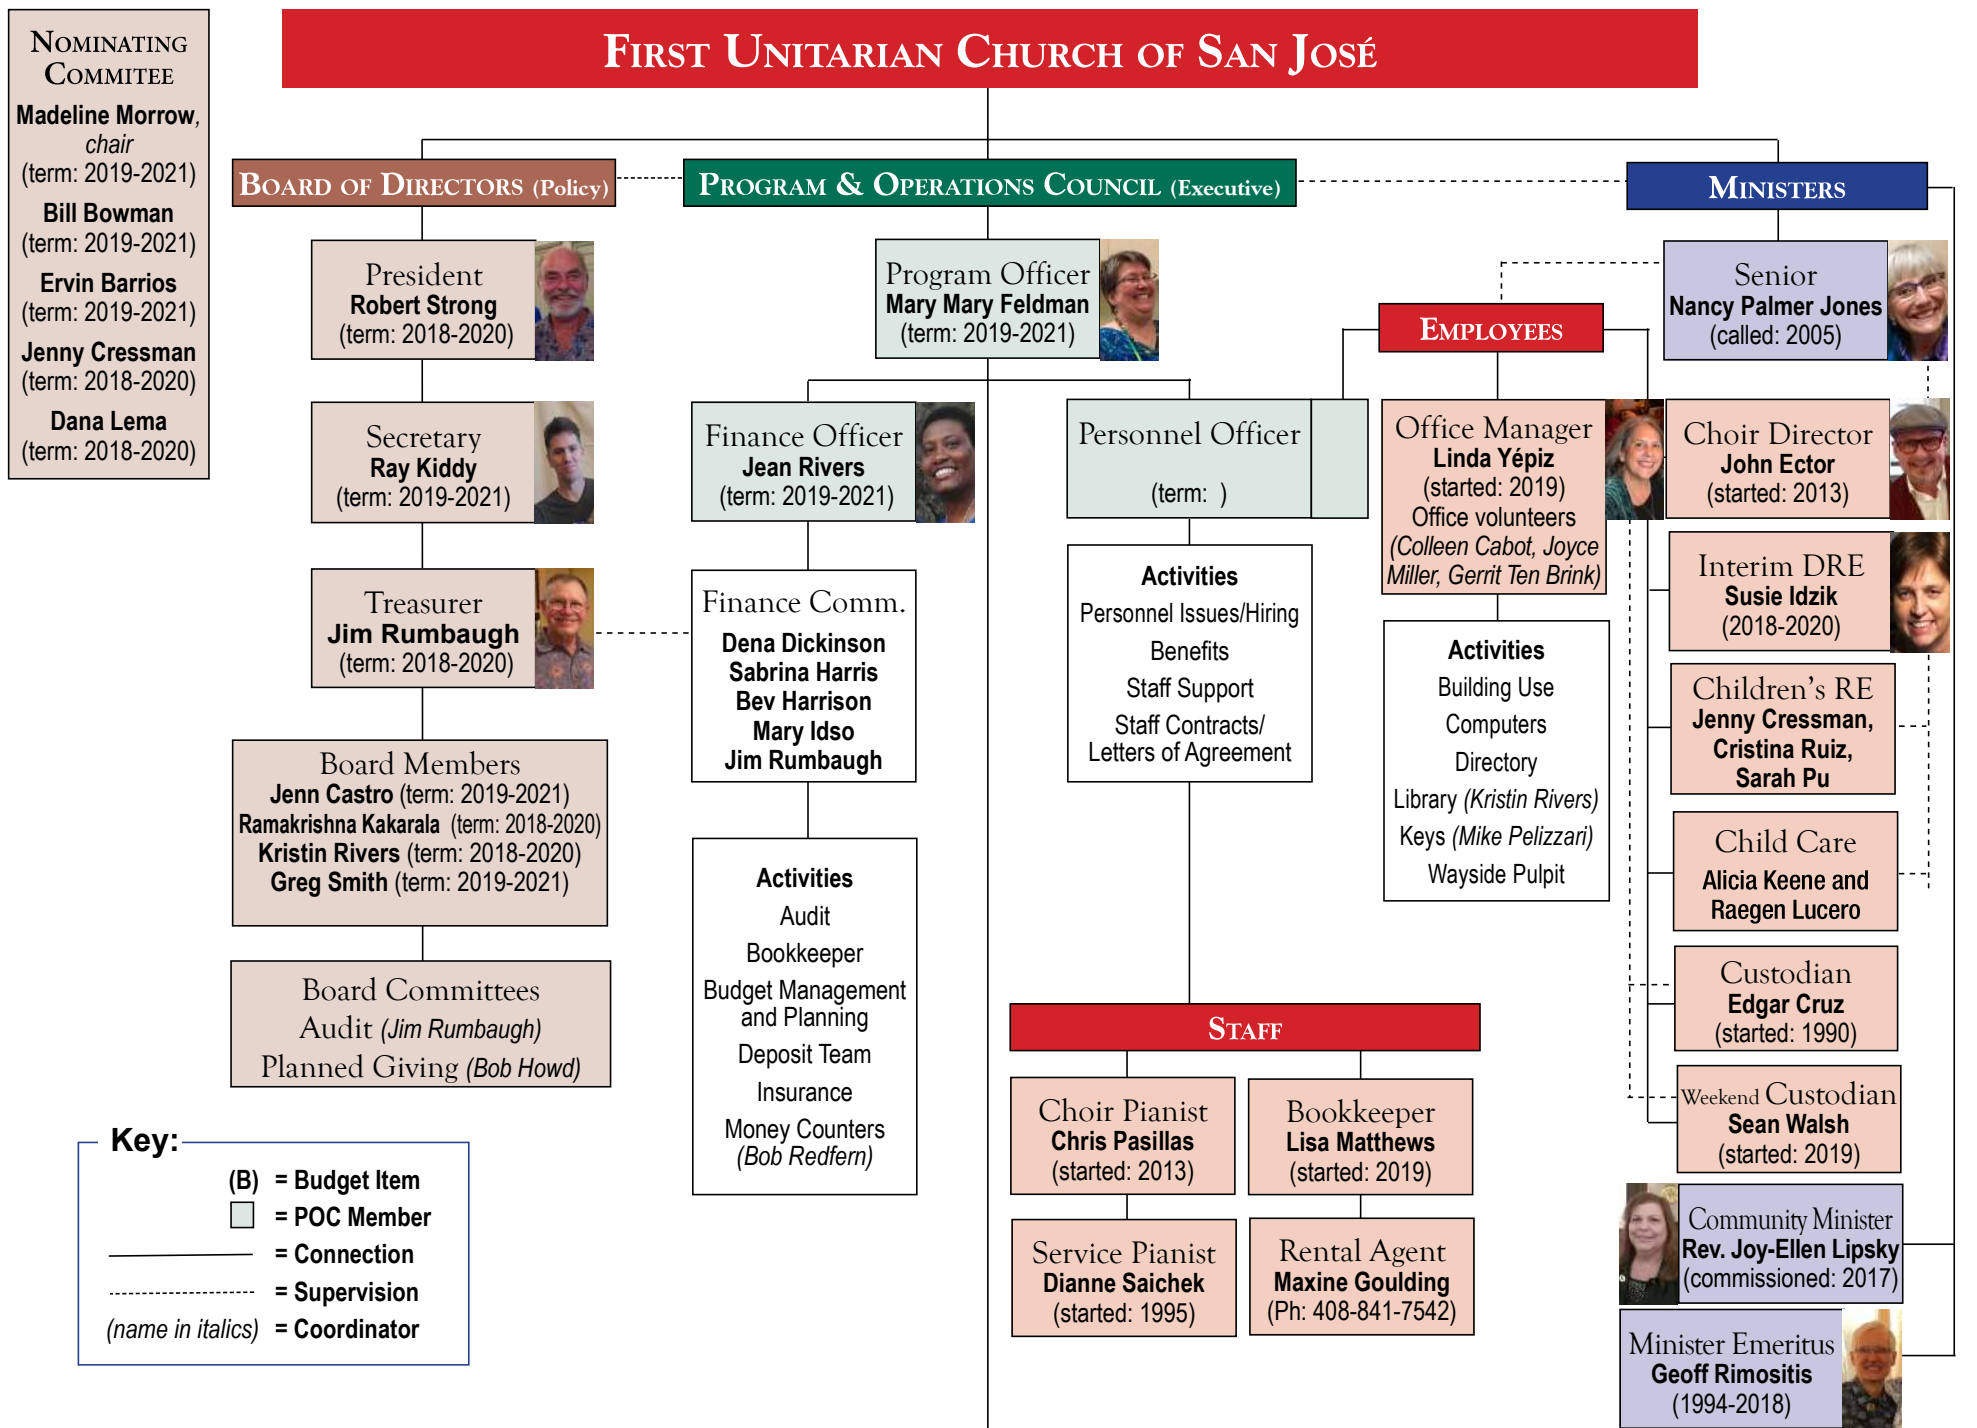 NOMINATING
COMMITEE
Madeline Morrow,
chair
(term: 2019-2021)
Bill Bowman
(term: 2019-2021)
Ervin Barrios
(term: 2019-2021)
Jenny Cressman
(term: 2018-2020)
Dana Lema
(term: 2018-2020)
FIRST UNITARIAN CHURCH OF SAN JOSÉ
BOARD OF DIRECTORS (Policy)
President
Robert Strong
(term: 2018-2020)
Secretary
Ray Kiddy
(term: 2019-2021)
Treasurer
Jim Rumbaugh
(term: 2018-2020)
Board Members
Jenn Castro (term: 2019-2021)
Ramakrishna Kakarala (term: 2018-2020)
Kristin Rivers (term: 2018-2020)
Greg Smith (term: 2019-2021)
Board Committees
Audit (Jim Rumbaugh)
Planned Giving (Bob Howd)
PROGRAM & OPERATIONS COUNCIL (Executive)
Program Officer
Mary Mary Feldman
(term: 2019-2021)
Finance Officer
Jean Rivers
(term: 2019-2021)
Finance Comm.
Dena Dickinson
Sabrina Harris
Bev Harrison
Mary Idso
Jim Rumbaugh
Activities
Audit
Bookkeeper
Budget Management
and Planning
Deposit Team
Insurance
Money Counters
(Bob Redfern)
Personnel Officer
(term: )
Activities
Personnel Issues/Hiring
Benefits
Staff Support
Staff Contracts/
Letters of Agreement
STAFF
Choir Pianist
Chris Pasillas
(started: 2013)
Bookkeeper
Lisa Matthews
(started: 2019)
Service Pianist
Dianne Saichek
(started: 1995)
Rental Agent
Maxine Goulding
(Ph: 408-841-7542)
MINISTERS
Senior
Nancy Palmer Jones
(called: 2005)
EMPLOYEES
Office Manager
Linda Yépiz
(started: 2019)
Office volunteers
(Colleen Cabot, Joyce
Miller, Gerrit Ten Brink)
Activities
Building Use
Computers
Directory
Library (Kristin Rivers)
Keys (Mike Pelizzari)
Wayside Pulpit
Choir Director
John Ector
(started: 2013)
Interim DRE
Susie Idzik
(2018-2020)
Children's RE
Jenny Cressman,
Cristina Ruiz,
Sarah Pu
Child Care
Alicia Keene and
Raegen Lucero
Custodian
Edgar Cruz
(started: 1990)
Weekend Custodian
Sean Walsh
(started: 2019)
Community Minister
Rev. Joy-Ellen Lipsky
(commissioned: 2017)
Minister Emeritus
Geoff Rimositis
(1994-2018)
Key:
(B) = Budget Item
= POC Member
= Connection
= Supervision
(name in italics) = Coordinator